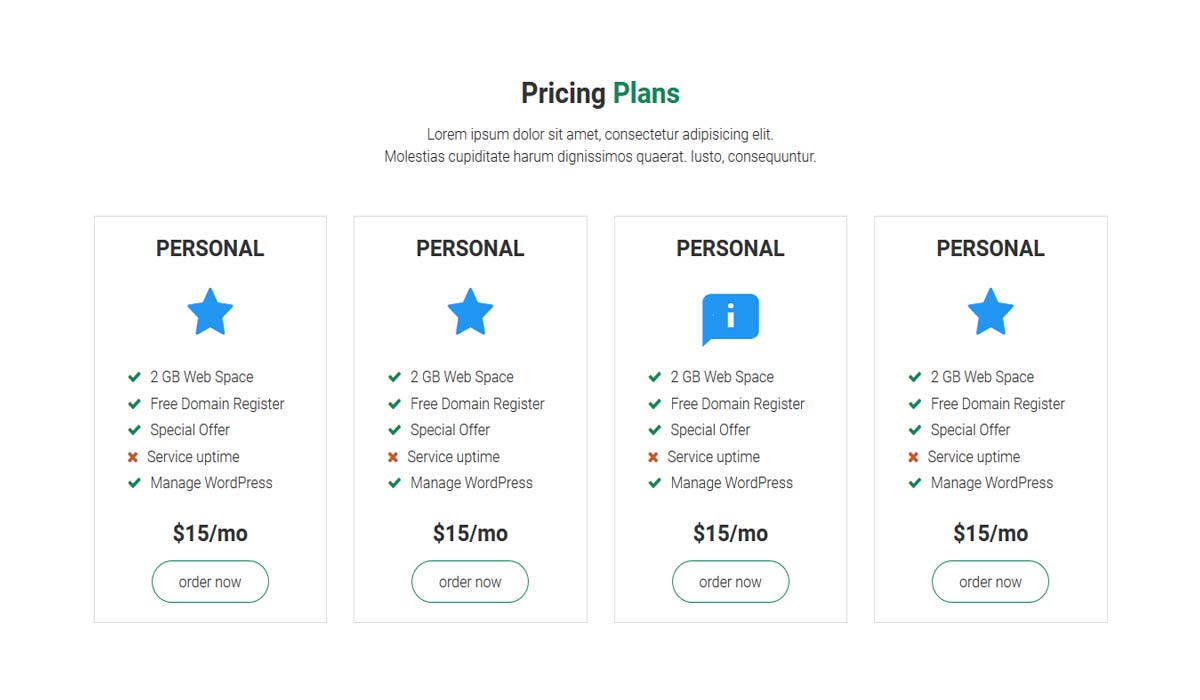 Pricing Plans
Lorem ipsum dolor sit amet, consectetur adipisicing elit.
Molestias cupiditate harum dignissimos quaerat. Iusto, consequuntur.
PERSONAL
2 GB Web Space
Free Domain Register
Special Offer
Service uptime
Manage WordPress
$15/mo
order now
PERSONAL
2 GB Web Space
Free Domain Register
Special Offer
Service uptime
Manage WordPress
$15/mo
order now
PERSONAL
i
2 GB Web Space
Free Domain Register
Special Offer
Service uptime
Manage WordPress
$15/mo
order now
PERSONAL
2 GB Web Space
Free Domain Register
Special Offer
Service uptime
Manage WordPress
$15/mo
order now